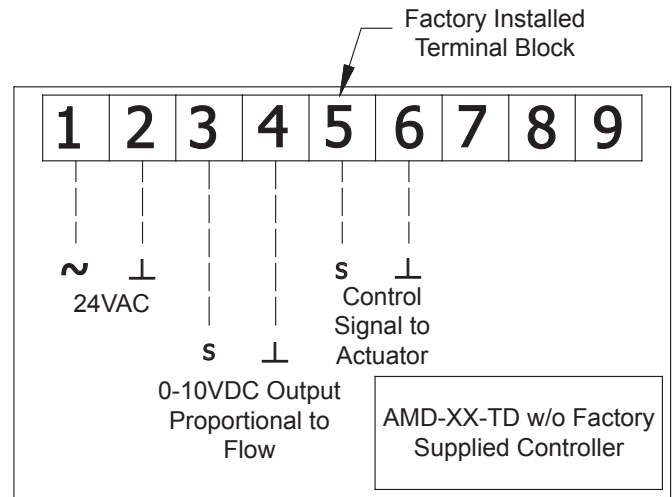 Factory Installed
Terminal Block
1 2 3 4 5 6 7 8 9
~ ⊥
24VAC
s ⊥
Control
Signal to
Actuator
s ⊥
0-10VDC Output
Proportional to
Flow
AMD-XX-TD w/o Factory
Supplied Controller